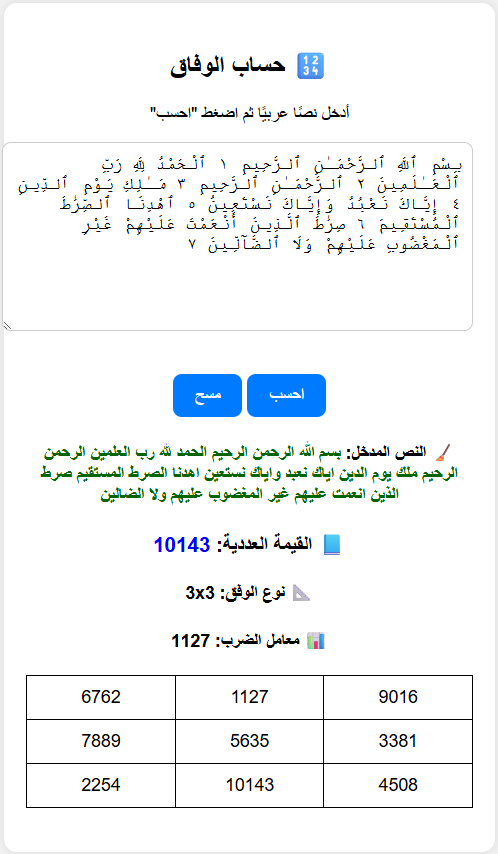 🔢 حساب الوفاق
أدخل نصًا عربيًا ثم اضغط "احسب"
بِسْمِ ٱللَّهِ ٱلرَّحْمَـٰنِ ٱلرَّحِيمِ ١ ٱلْحَمْدُ لِلَّهِ رَبِّ
ٱلْعَـٰلَمِينَ ٢ ٱلرَّحْمَـٰنِ ٱلرَّحِيمِ ٣ مَـٰلِكِ يَوْمِ ٱلدِّينِ
٤ إِيَّاكَ نَعْبُدُ وَإِيَّاكَ نَسْتَعِينُ ٥ ٱهْدِنَا ٱلصِّرَٰطَ
ٱلْمُسْتَقِيمَ ٦ صِرَٰطَ ٱلَّذِينَ أَنْعَمْتَ عَلَيْهِمْ غَيْرِ
ٱلْمَغْضُوبِ عَلَيْهِمْ وَلَا ٱلضَّآلِّينَ ٧
احسب مسح
النص المدخل: بسم الله الرحمن الرحيم الحمد لله رب العلمين الرحمن
الرحيم ملك يوم الدين اياك نعبد واياك نستعين اهدنا الصرط المستقيم صرط
الذين انعمت عليهم غير المغضوب عليهم ولا الضالين
📘 القيمة العددية: 10143
📐 نوع الوفق: 3x3
📊 معامل الضرب: 1127
6762 1127 9016
7889 5635 3381
2254 10143 4508